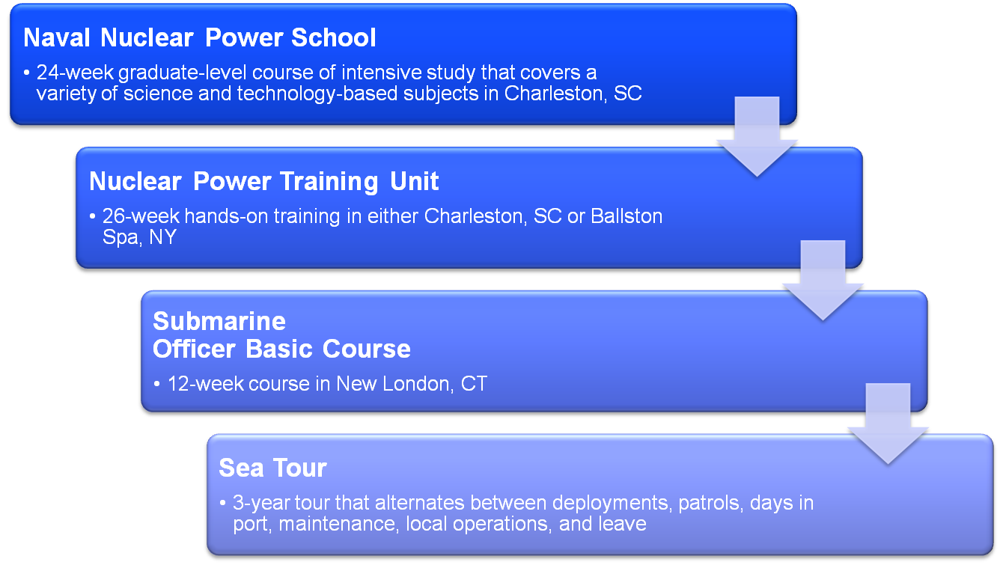 Naval Nuclear Power School
• 24-week graduate-level course of intensive study that covers a
variety of science and technology-based subjects in Charleston, SC
Nuclear Power Training Unit
• 26-week hands-on training in either Charleston, SC or Ballston
Spa, NY
Submarine
Officer Basic Course
• 12-week course in New London, CT
Sea Tour
• 3-year tour that alternates between deployments, patrols, days in
port, maintenance, local operations, and leave